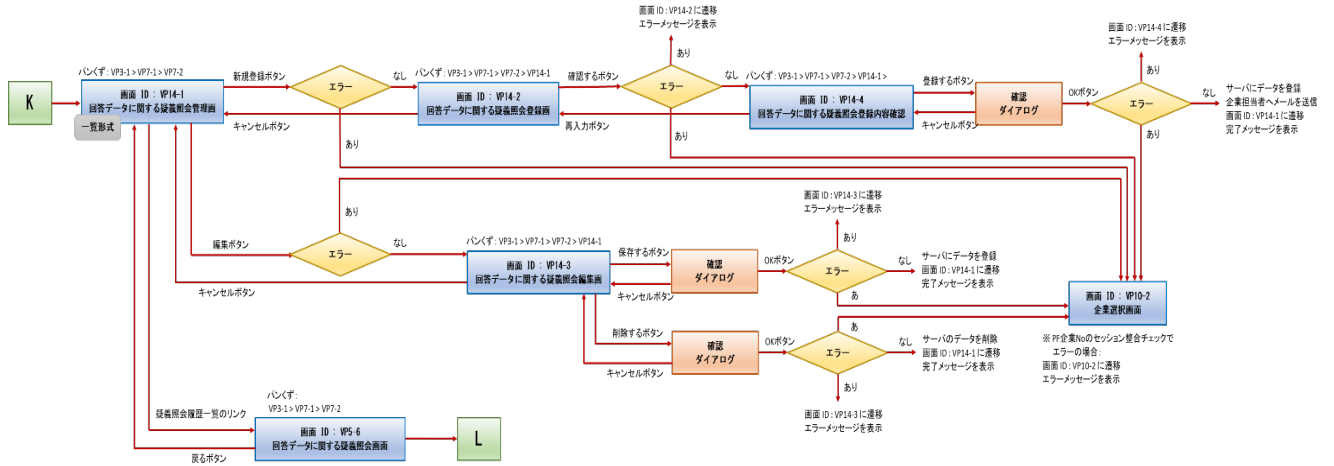 画面 ID : VP14-2 に遷移
エラーメッセージを表示
画面 ID : VP14-4 に遷移
エラーメッセージを表示
あり
あり
パンくず : VP3-1 > VP7-1 > VP7-2
新規登録ボタン
エラー
なし
パンくず : VP3-1 > VP7-1 > VP7-2 > VP14-1
確認するボタン
エラー
なし
パンくず : VP3-1 > VP7-1 > VP7-2 > VP14-1 >
登録するボタン
K
画面 ID : VP14-1
回答データに関する疑義照会管理画
一覧形式
キャンセルボタン
画面 ID : VP14-2
回答データに関する疑義照会登録画
再入力ボタン
画面 ID : VP14-4
回答データに関する疑義照会登録内容確認
キャンセルボタン
確認
ダイアログ
OKボタン
エラー
なし
サーバにデータを登録
企業担当者へメールを送信
画面 ID : VP14-1 に遷移
完了メッセージを表示
あり
あり
あり
画面 ID : VP14-3 に遷移
エラーメッセージを表示
あり
あり
編集ボタン
エラー
なし
パンくず : VP3-1 > VP7-1 > VP7-2 > VP14-1
保存するボタン
画面 ID : VP14-3
回答データに関する疑義照会編集画
キャンセルボタン
キャンセルボタン
確認
ダイアログ
OKボタン
エラー
なし
サーバにデータを登録
画面 ID : VP14-1 に遷移
完了メッセージを表示
あ
画面 ID : VP10-2
企業選択画面
※ PF企業Noのセッション整合チェックで
エラーの場合 :
画面 ID : VP10-2 に遷移
エラーメッセージを表示
削除するボタン
キャンセルボタン
確認
ダイアログ
OKボタン
あ
エラー
なし
サーバのデータを削除
画面 ID : VP14-1 に遷移
完了メッセージを表示
あり
画面 ID : VP14-3 に遷移
エラーメッセージを表示
パンくず :
VP3-1 > VP7-1 > VP7-2
疑義照会履歴一覧のリンク
画面 ID : VP5-6
回答データに関する疑義照会画面
戻るボタン
L